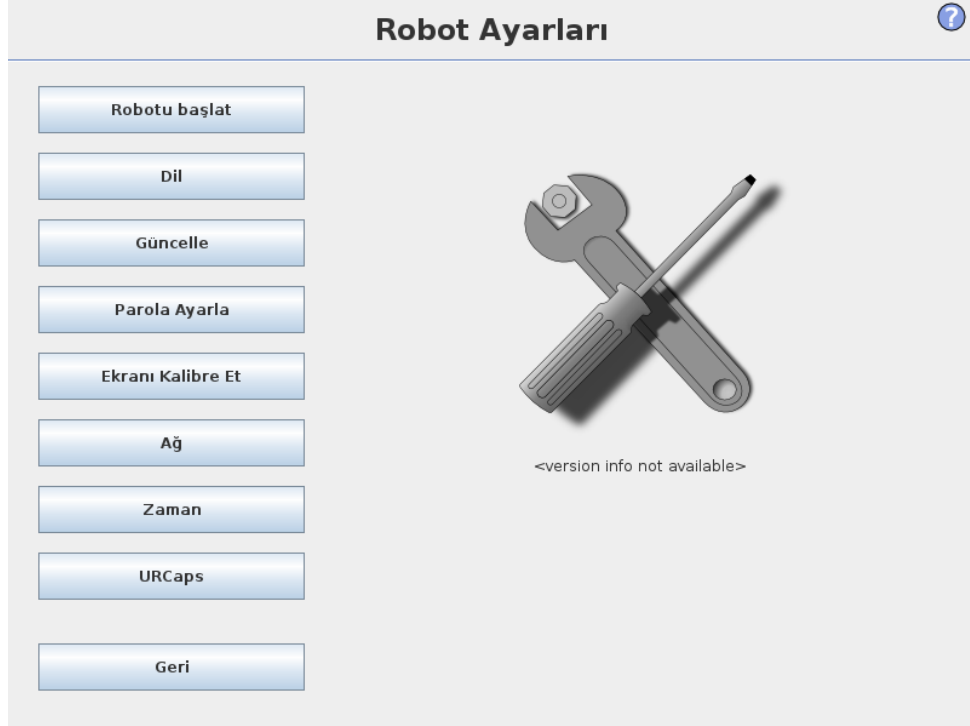 Robot Ayarları
?
Robotu başlat
Dil
Güncelle
Parola Ayarla
Ekranı Kalibre Et
Ağ
Zaman
URCaps
Geri
<version info not available>